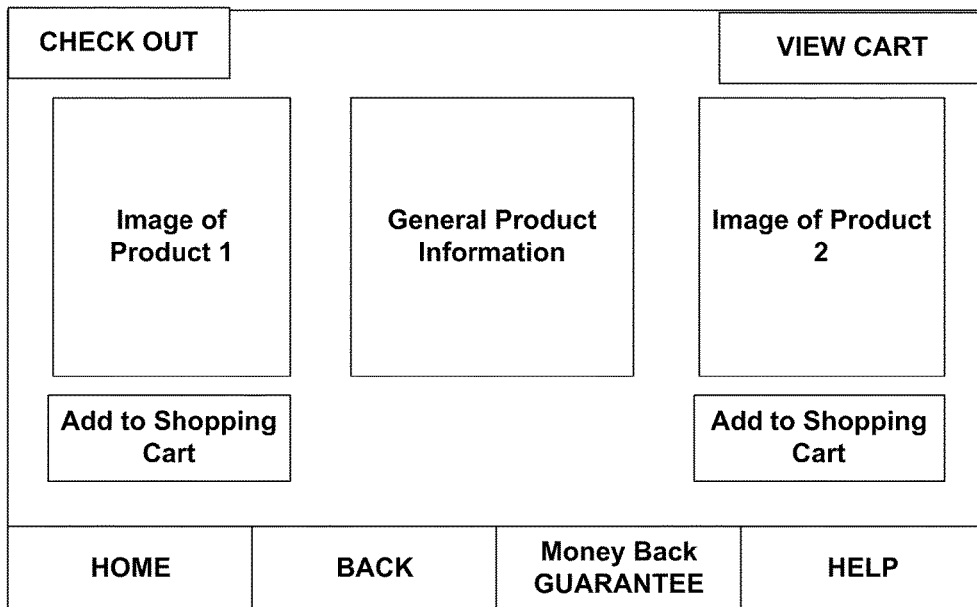 CHECK OUT
VIEW CART
Image of
Product 1
General Product
Information
Image of Product
2
Add to Shopping
Cart
Add to Shopping
Cart
HOME
BACK
Money Back
GUARANTEE
HELP